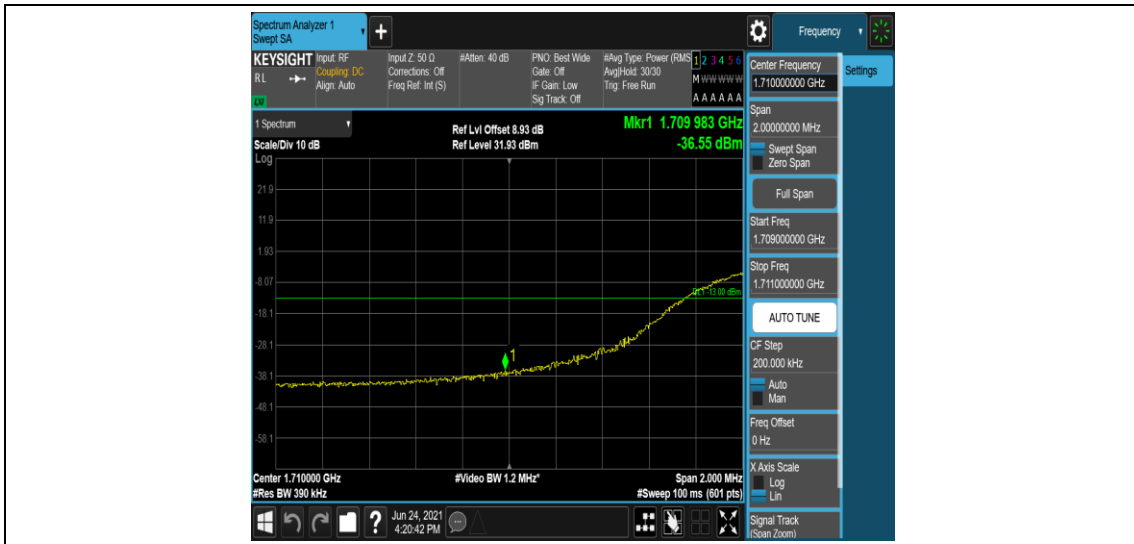 Spectrum Analyzer 1
Swept SA
+
Frequency
KEYSIGHT
RL
LXI
Input: RF
Coupling: DC
Align: Auto
Input Z: 50 Ω
Corrections: Off
Freq Ref: Int (S)
#Atten: 40 dB
PNO: Best Wide
Gate: Off
IF Gain: Low
Sig Track: Off
#Avg Type: Power (RMS
Avg|Hold: 30/30
Trig: Free Run
1 2 3 4 5 6
M W W W W W
A A A A A A
1 Spectrum
Scale/Div 10 dB
Ref Lvl Offset 8.93 dB
Ref Level 31.93 dBm
Mkr1 1.709 983 GHz
-36.55 dBm
Log
21.9
11.9
1.93
-8.07
DL1 -13.00 dBm
-18.1
-28.1
1
-38.1
-48.1
-58.1
Center 1.710000 GHz
#Video BW 1.2 MHz*
Span 2.000 MHz
#Res BW 390 kHz
#Sweep 100 ms (601 pts)
Jun 24, 2021
4:20:42 PM
?
Center Frequency
1.710000000 GHz
Settings
Span
2.00000000 MHz
Swept Span
Zero Span
Full Span
Start Freq
1.709000000 GHz
Stop Freq
1.711000000 GHz
AUTO TUNE
CF Step
200.000 kHz
Auto
Man
Freq Offset
0 Hz
X Axis Scale
Log
Lin
Signal Track
(Span Zoom)